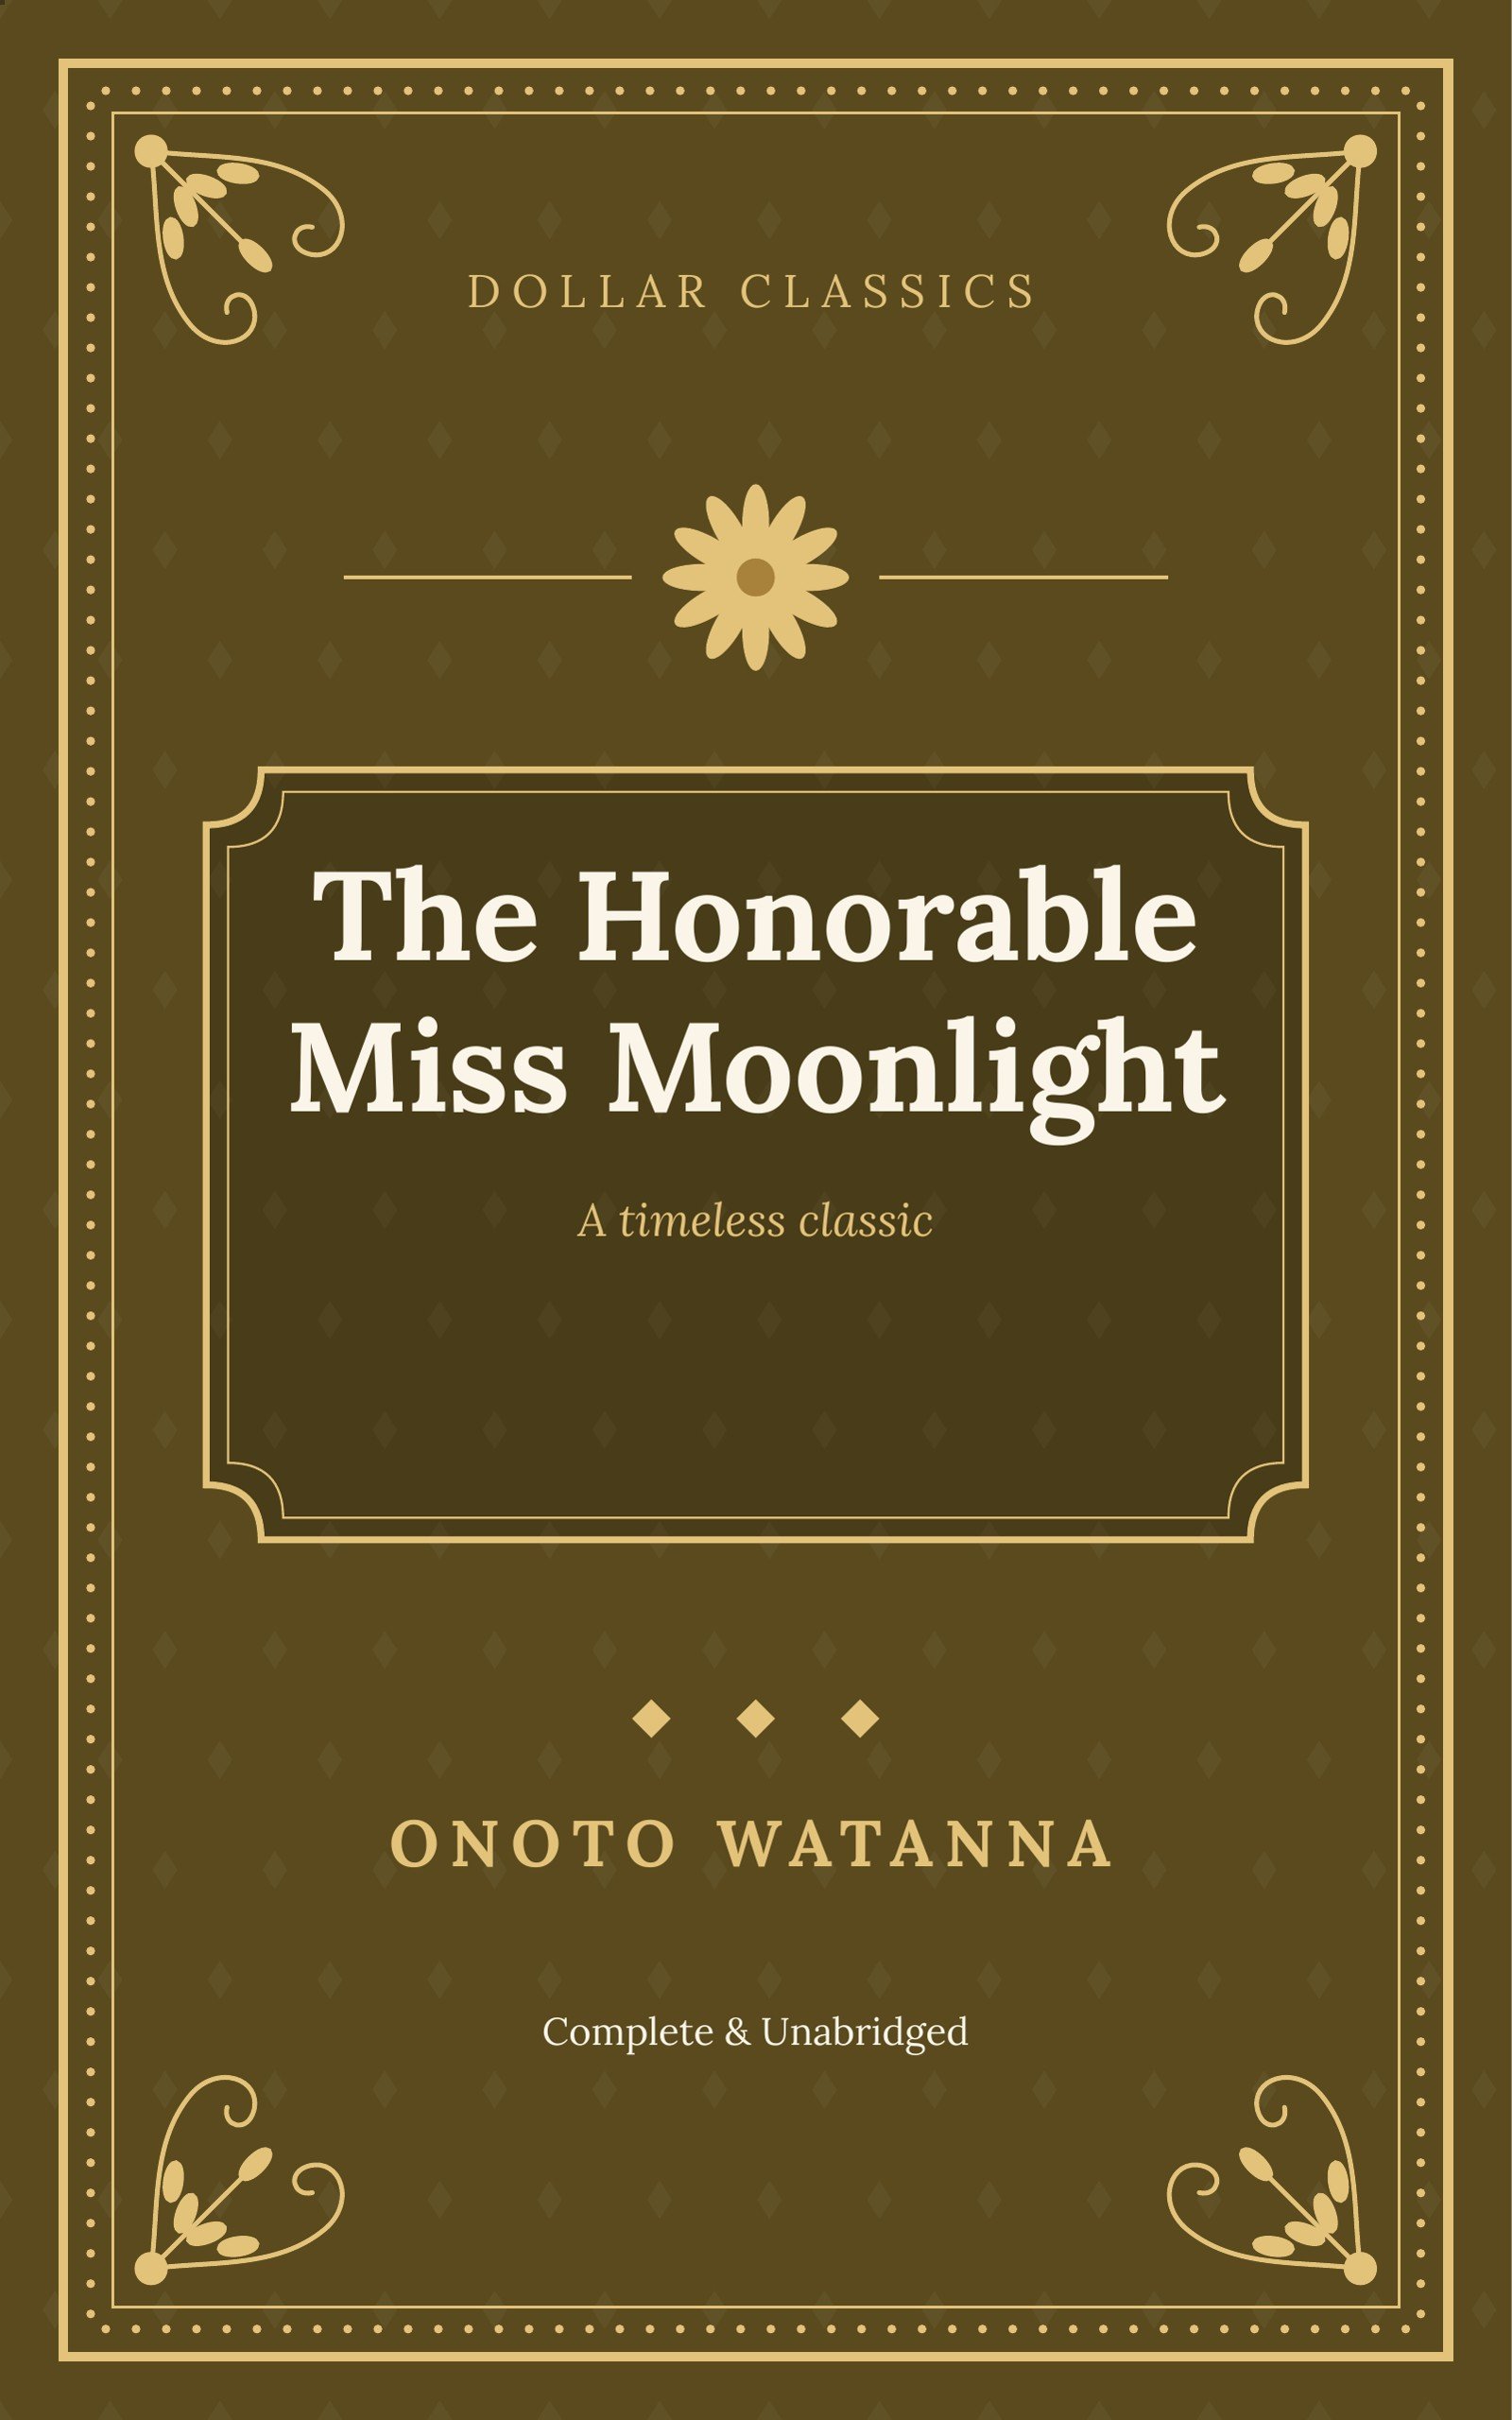 DOLLAR CLASSICS
The Honorable
Miss Moonlight
A timeless classic
ONOTO WATANNA
Complete & Unabridged